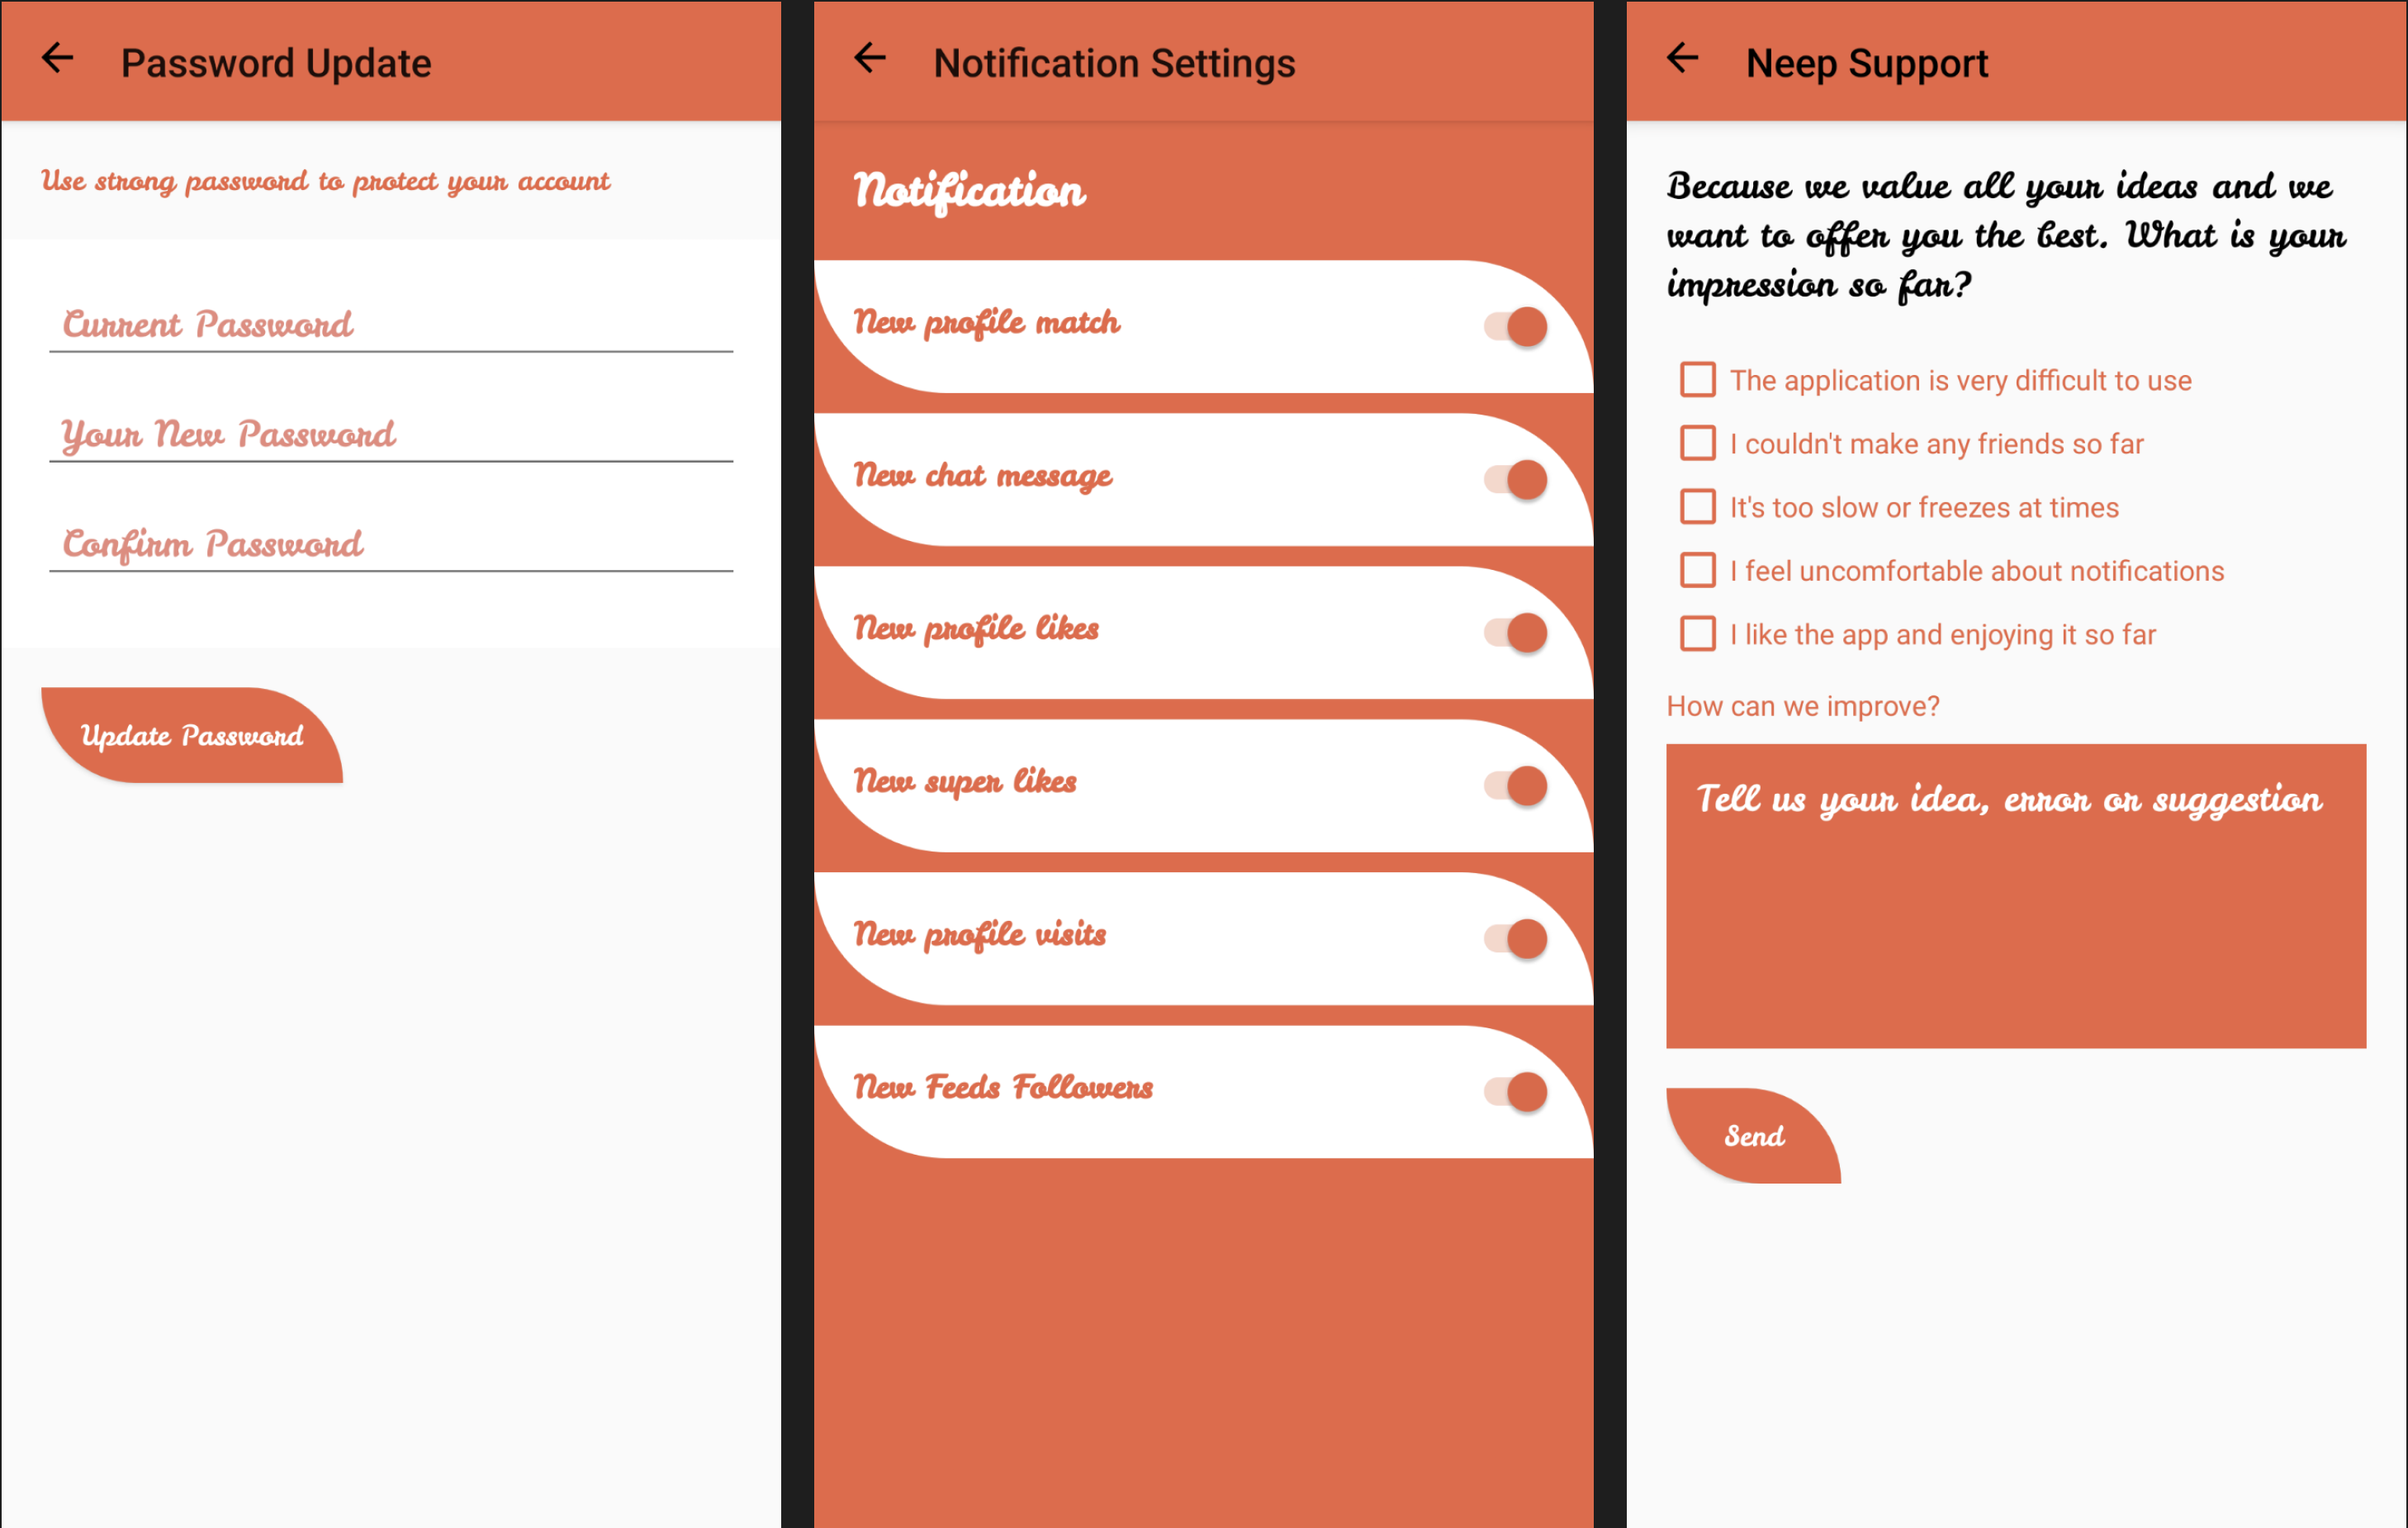 Password Update
Use strong password to protect your account
Current Password
Your New Password
Confirm Password
Update Password
Notification Settings
Notification
New profile match
New chat message
New profile likes
New super likes
New profile visits
New Feeds Followers
Neep Support
Because we value all your ideas and we
want to offer you the best. What is your
impression so far?
The application is very difficult to use
I couldn't make any friends so far
It's too slow or freezes at times
I feel uncomfortable about notifications
I like the app and enjoying it so far
How can we improve?
Tell us your idea, error or suggestion
Send